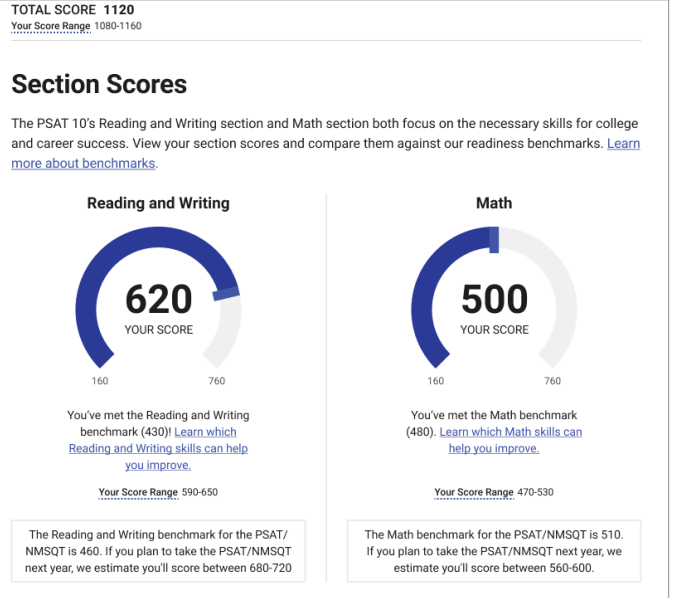 TOTAL SCORE 1120
Your Score Range 1080-1160
Section Scores
The PSAT 10's Reading and Writing section and Math section both focus on the necessary skills for college
and career success. View your section scores and compare them against our readiness benchmarks. Learn
more about benchmarks.
Reading and Writing
620
YOUR SCORE
160
760
You've met the Reading and Writing
benchmark (430)! Learn which
Reading and Writing skills can help
you improve.
Your Score Range 590-650
The Reading and Writing benchmark for the PSAT/
NMSQT is 460. If you plan to take the PSAT/NMSQT
next year, we estimate you'll score between 680-720
Math
500
YOUR SCORE
160
760
You've met the Math benchmark
(480). Learn which Math skills can
help you improve.
Your Score Range 470-530
The Math benchmark for the PSAT/NMSQT is 510.
If you plan to take the PSAT/NMSQT next year, we
estimate you'll score between 560-600.